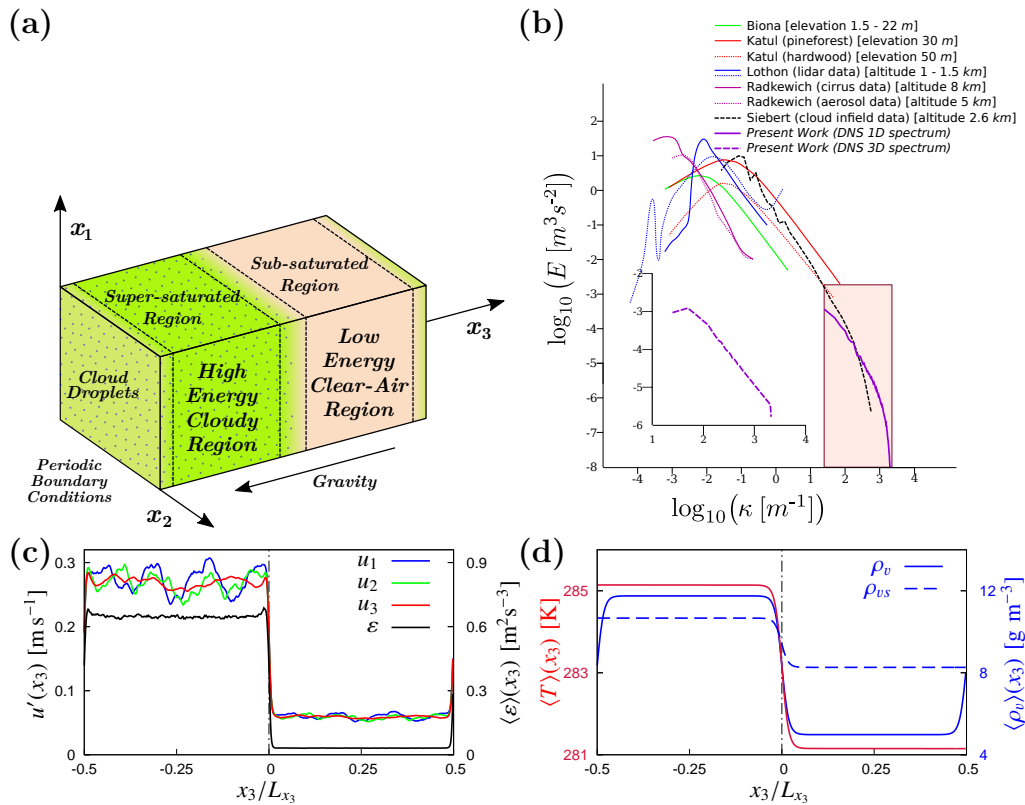 (a)
x₁
Sub-saturated
Region
Super-saturated
Region
x₃
Low
Energy
Clear-Air
Region
High
Energy
Cloudy
Region
Cloud
Droplets
Periodic
Boundary
Conditions
Gravity
x₂
(b)
Biona [elevation 1.5 - 22 m]
Katul (pineforest) [elevation 30 m]
Katul (hardwood) [elevation 50 m]
Lothon (lidar data) [altitude 1 - 1.5 km]
Radkewich (cirrus data) [altitude 8 km]
Radkewich (aerosol data) [altitude 5 km]
Siebert (cloud infield data) [altitude 2.6 km]
Present Work (DNS 1D spectrum)
Present Work (DNS 3D spectrum)
log₁₀(E [m³s⁻²])
2
1
0
-1
-2
-3
-4
-5
-6
-7
-8
-2
-3
-4
-5
-6
1 2 3 4
-5 -4 -3 -2 -1 0 1 2 3 4 5
log₁₀(κ [m⁻¹])
(c)
u′(x₃) [m s⁻¹]
0.3
0.2
0.1
0
u₁
u₂
u₃
ε
0.9
0.6
0.3
0
⟨ε⟩(x₃) [m²s⁻³]
-0.5 -0.25 0 0.25 0.5
x₃/Lₓ₃
(d)
⟨T⟩(x₃) [K]
285
283
281
ρᵥ
ρᵥₛ
12
8
4
⟨ρᵥ⟩(x₃) [g m⁻³]
-0.5 -0.25 0 0.25 0.5
x₃/Lₓ₃